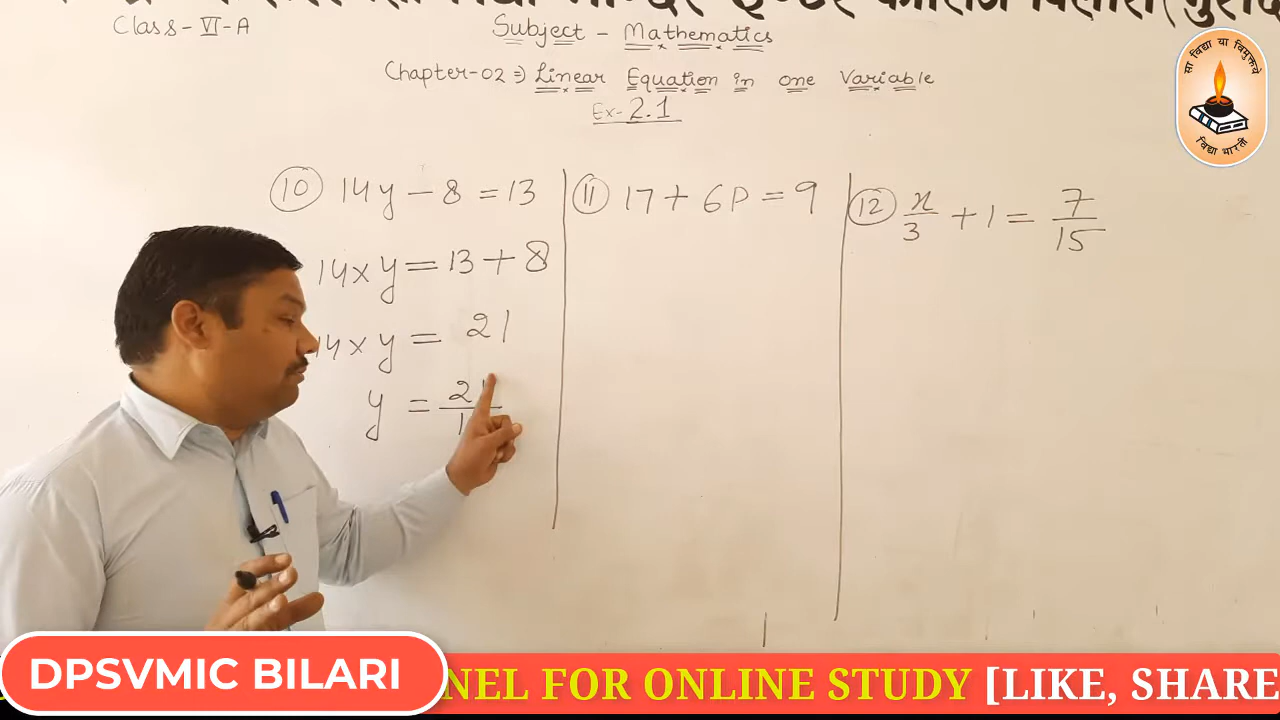 Class-VI-A
Subject - Mathematics
Chapter-02 ⇒ Linear Equation in one Variable
Ex-2.1
सा विद्या या विमुक्तये
विद्या भारती
10 14y - 8 = 13
14 x y = 13 + 8
14 x y = 21
y =
11 17 + 6P = 9
12 x/3 + 1 = 7/15
DPSVMIC BILARI
NEL FOR ONLINE STUDY [LIKE, SHARE